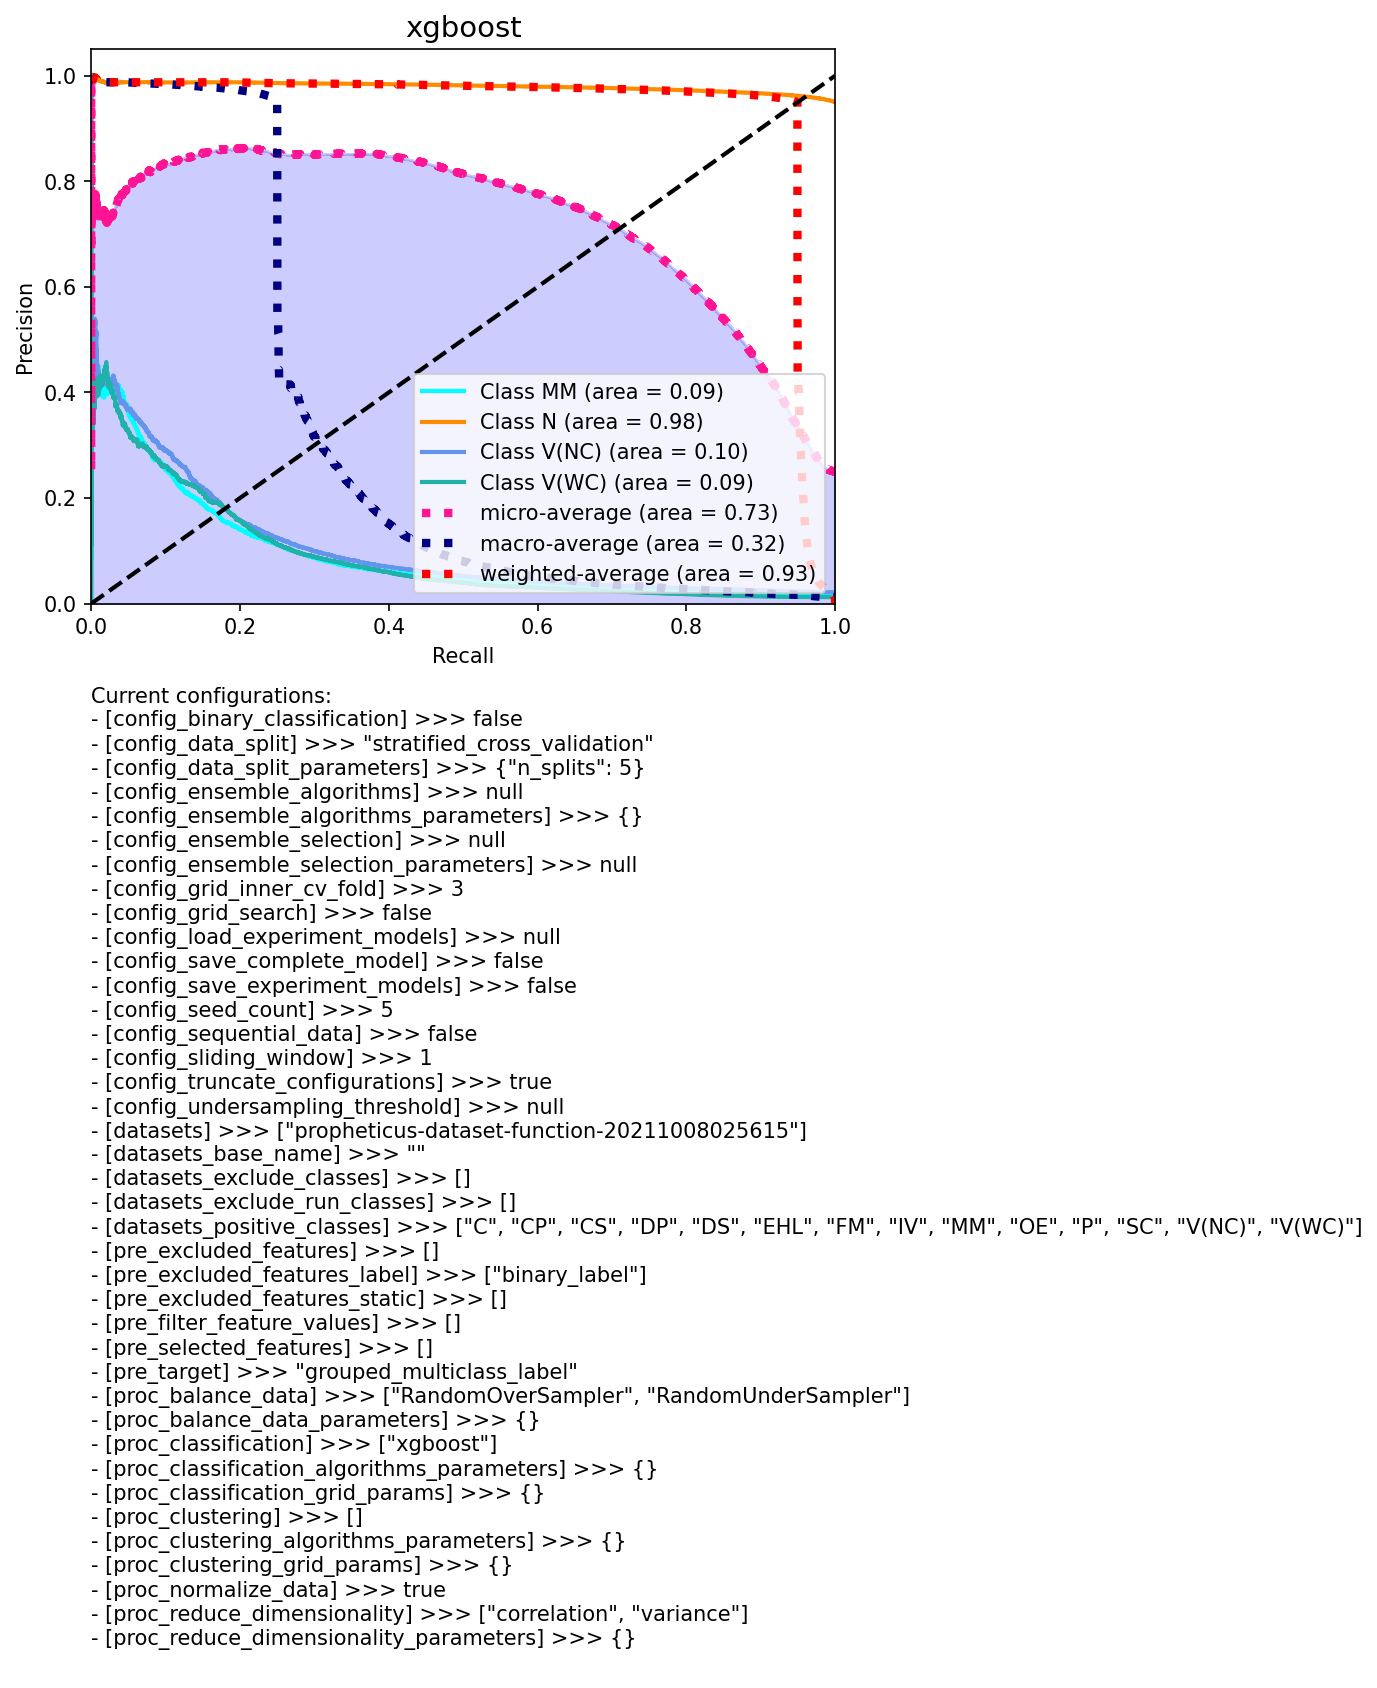 xgboost
1.0
0.8
0.6
0.4
0.2
0.0
Precision
Class MM (area = 0.09)
Class N (area = 0.98)
Class V(NC) (area = 0.10)
Class V(WC) (area = 0.09)
micro-average (area = 0.73)
macro-average (area = 0.32)
weighted-average (area = 0.93)
0.0 0.2 0.4 0.6 0.8 1.0
Recall
Current configurations:
- [config_binary_classification] >>> false
- [config_data_split] >>> "stratified_cross_validation"
- [config_data_split_parameters] >>> {"n_splits": 5}
- [config_ensemble_algorithms] >>> null
- [config_ensemble_algorithms_parameters] >>> {}
- [config_ensemble_selection] >>> null
- [config_ensemble_selection_parameters] >>> null
- [config_grid_inner_cv_fold] >>> 3
- [config_grid_search] >>> false
- [config_load_experiment_models] >>> null
- [config_save_complete_model] >>> false
- [config_save_experiment_models] >>> false
- [config_seed_count] >>> 5
- [config_sequential_data] >>> false
- [config_sliding_window] >>> 1
- [config_truncate_configurations] >>> true
- [config_undersampling_threshold] >>> null
- [datasets] >>> ["propheticus-dataset-function-20211008025615"]
- [datasets_base_name] >>> ""
- [datasets_exclude_classes] >>> []
- [datasets_exclude_run_classes] >>> []
- [datasets_positive_classes] >>> ["C", "CP", "CS", "DP", "DS", "EHL", "FM", "IV", "MM", "OE", "P", "SC", "V(NC)", "V(WC)"]
- [pre_excluded_features] >>> []
- [pre_excluded_features_label] >>> ["binary_label"]
- [pre_excluded_features_static] >>> []
- [pre_filter_feature_values] >>> []
- [pre_selected_features] >>> []
- [pre_target] >>> "grouped_multiclass_label"
- [proc_balance_data] >>> ["RandomOverSampler", "RandomUnderSampler"]
- [proc_balance_data_parameters] >>> {}
- [proc_classification] >>> ["xgboost"]
- [proc_classification_algorithms_parameters] >>> {}
- [proc_classification_grid_params] >>> {}
- [proc_clustering] >>> []
- [proc_clustering_algorithms_parameters] >>> {}
- [proc_clustering_grid_params] >>> {}
- [proc_normalize_data] >>> true
- [proc_reduce_dimensionality] >>> ["correlation", "variance"]
- [proc_reduce_dimensionality_parameters] >>> {}